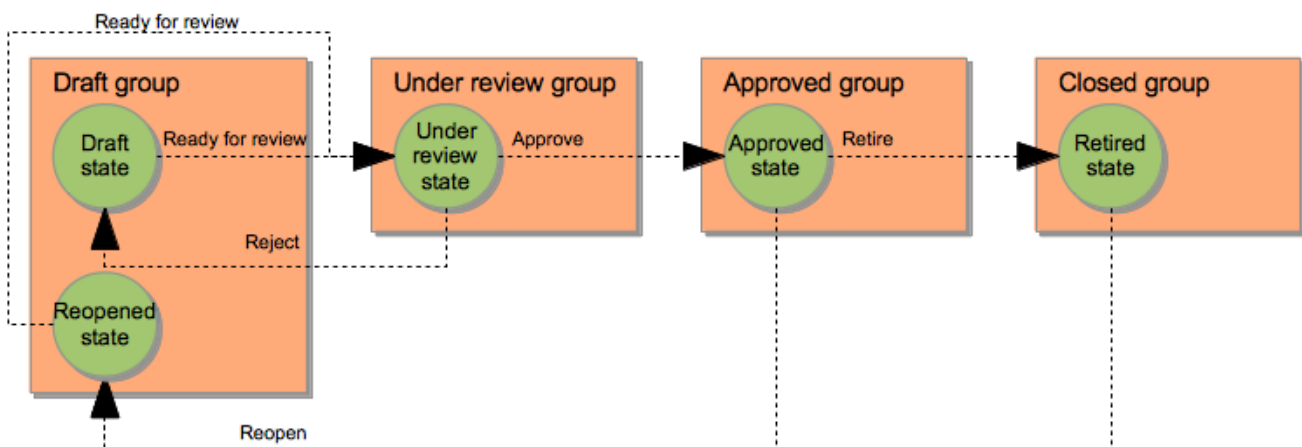 Ready for review
Draft group
Under review group
Approved group
Closed group
Draft
state
Ready for review
Under
review
state
Approve
Approved
state
Retire
Retired
state
Reject
Reopened
state
Reopen